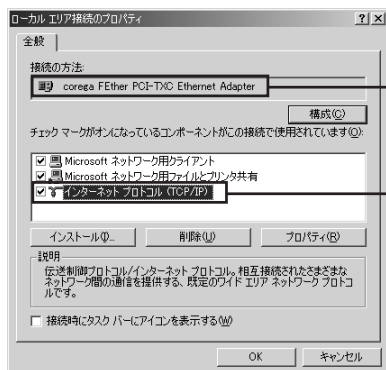 ローカル エリア接続のプロパティ
全般
接続の方法:
corega FEther PCI-TXC Ethernet Adapter
構成(C)
チェック マークがオンになっているコンポーネントがこの接続で使用されています(O):
Microsoft ネットワーク用クライアント
Microsoft ネットワーク用ファイルとプリンタ共有
インターネット プロトコル (TCP/IP)
インストール(I)...
削除(U)
プロパティ(R)
説明
伝送制御プロトコル/インターネット プロトコル。相互接続されたさまざまな
ネットワーク間の通信を提供する、既定のワイド エリア ネットワーク プロトコ
ルです。
接続時にタスク バーにアイコンを表示する(W)
OK
キャンセル